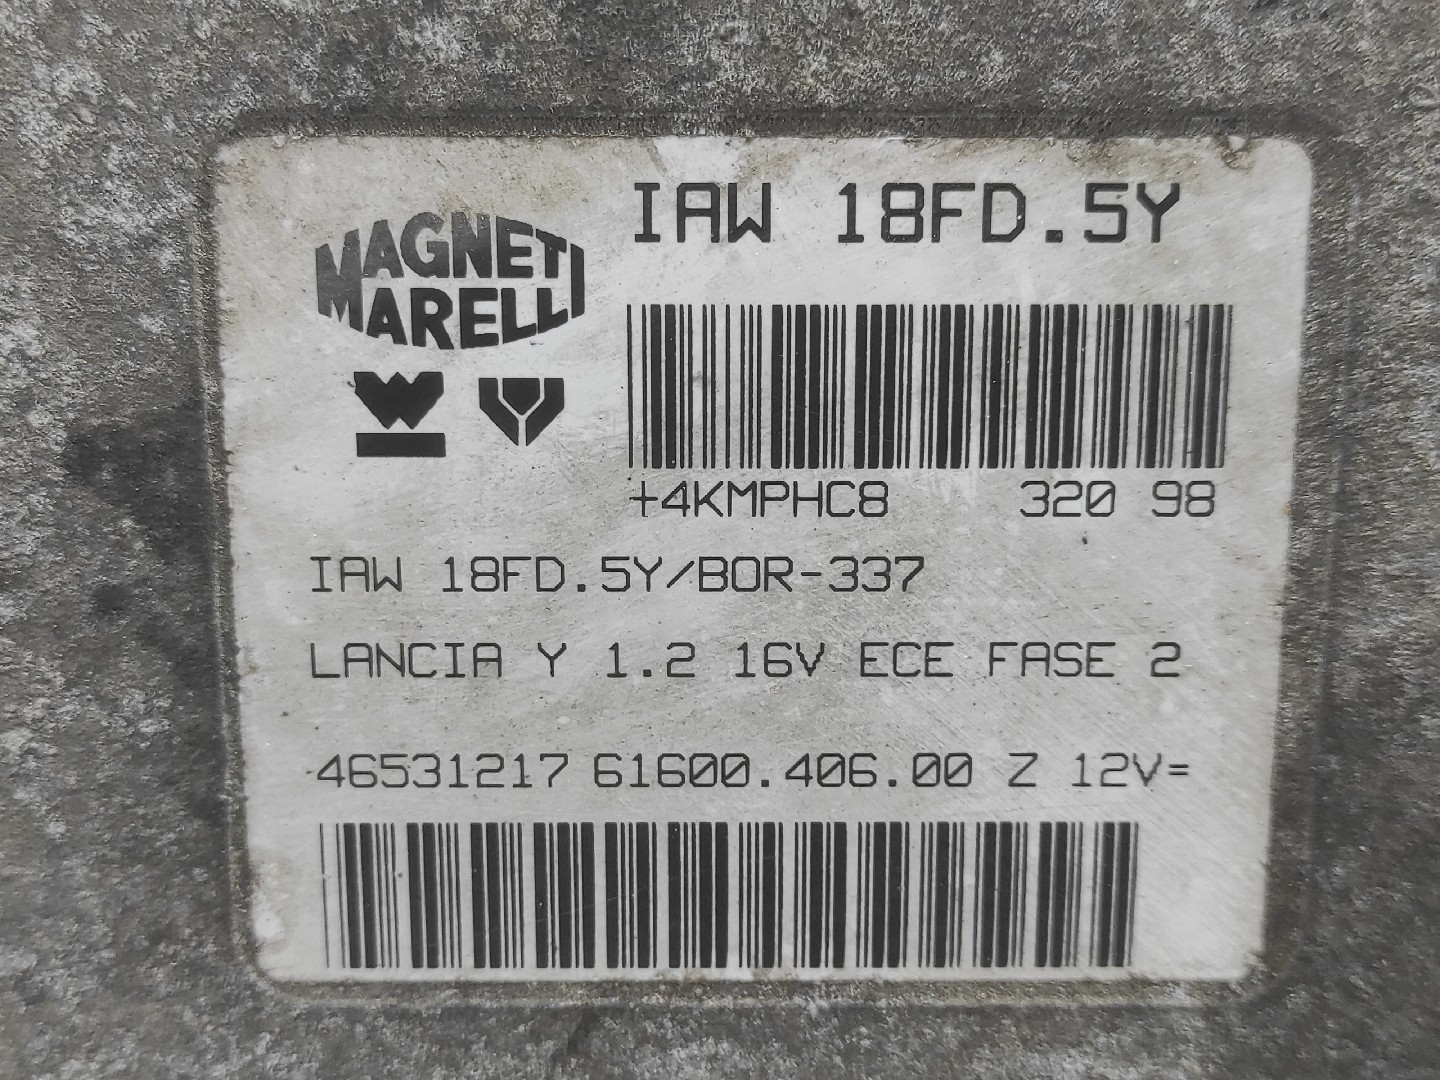 MAGNETI
MARELLI
IAW 18FD.5Y
+4KMPHC8 320 98
IAW 18FD.5Y/BOR-337
LANCIA Y 1.2 16V ECE FASE 2
46531217 61600.406.00 Z 12V=